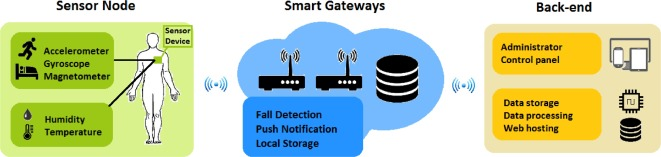 Sensor Node
Smart Gateways
Back-end
Sensor
Device
Accelerometer
Gyroscope
Magnetometer
Humidity
Temperature
Fall Detection
Push Notification
Local Storage
Administrator
Control panel
Data storage
Data processing
Web hosting